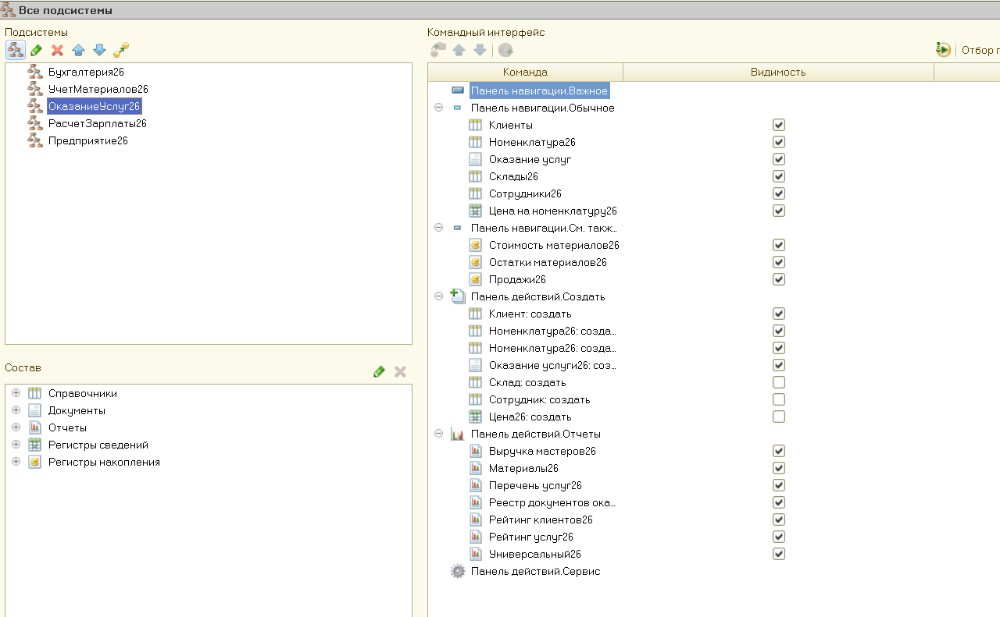 Все подсистемы
Подсистемы
Бухгалтерия26
УчетМатериалов26
ОказаниеУслуг26
РасчетЗарплаты26
Предприятие26
Состав
Справочники
Документы
Отчеты
Регистры сведений
Регистры накопления
Командный интерфейс
Отбор п
Команда Видимость
Панель навигации.Важное
Панель навигации.Обычное
Клиенты
Номенклатура26
Оказание услуг
Склады26
Сотрудники26
Цена на номенклатуру26
Панель навигации.См. такж...
Стоимость материалов26
Остатки материалов26
Продажи26
Панель действий.Создать
Клиент: создать
Номенклатура26: созда...
Номенклатура26: созда...
Оказание услуги26: соз...
Склад: создать
Сотрудник: создать
Цена26: создать
Панель действий.Отчеты
Выручка мастеров26
Материалы26
Перечень услуг26
Реестр документов ока...
Рейтинг клиентов26
Рейтинг услуг26
Универсальный26
Панель действий.Сервис